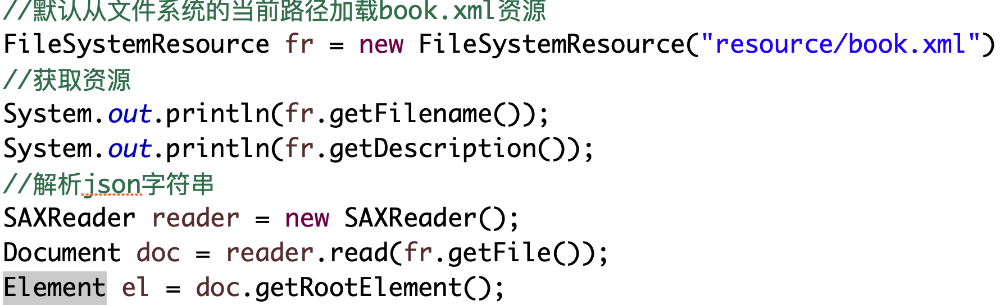 //默认从文件系统的当前路径加载book.xml资源
FileSystemResource fr = new FileSystemResource("resource/book.xml")
//获取资源
System.out.println(fr.getFilename());
System.out.println(fr.getDescription());
//解析json字符串
SAXReader reader = new SAXReader();
Document doc = reader.read(fr.getFile());
Element el = doc.getRootElement();